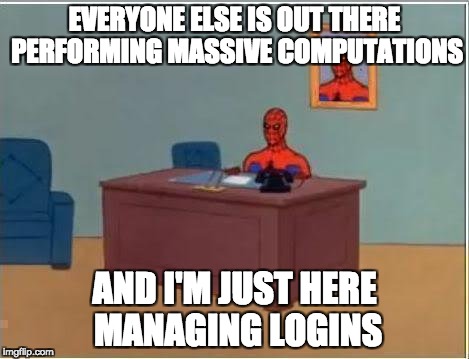 EVERYONE ELSE IS OUT THERE
PERFORMING MASSIVE COMPUTATIONS
AND I'M JUST HERE
MANAGING LOGINS
imgflip.com